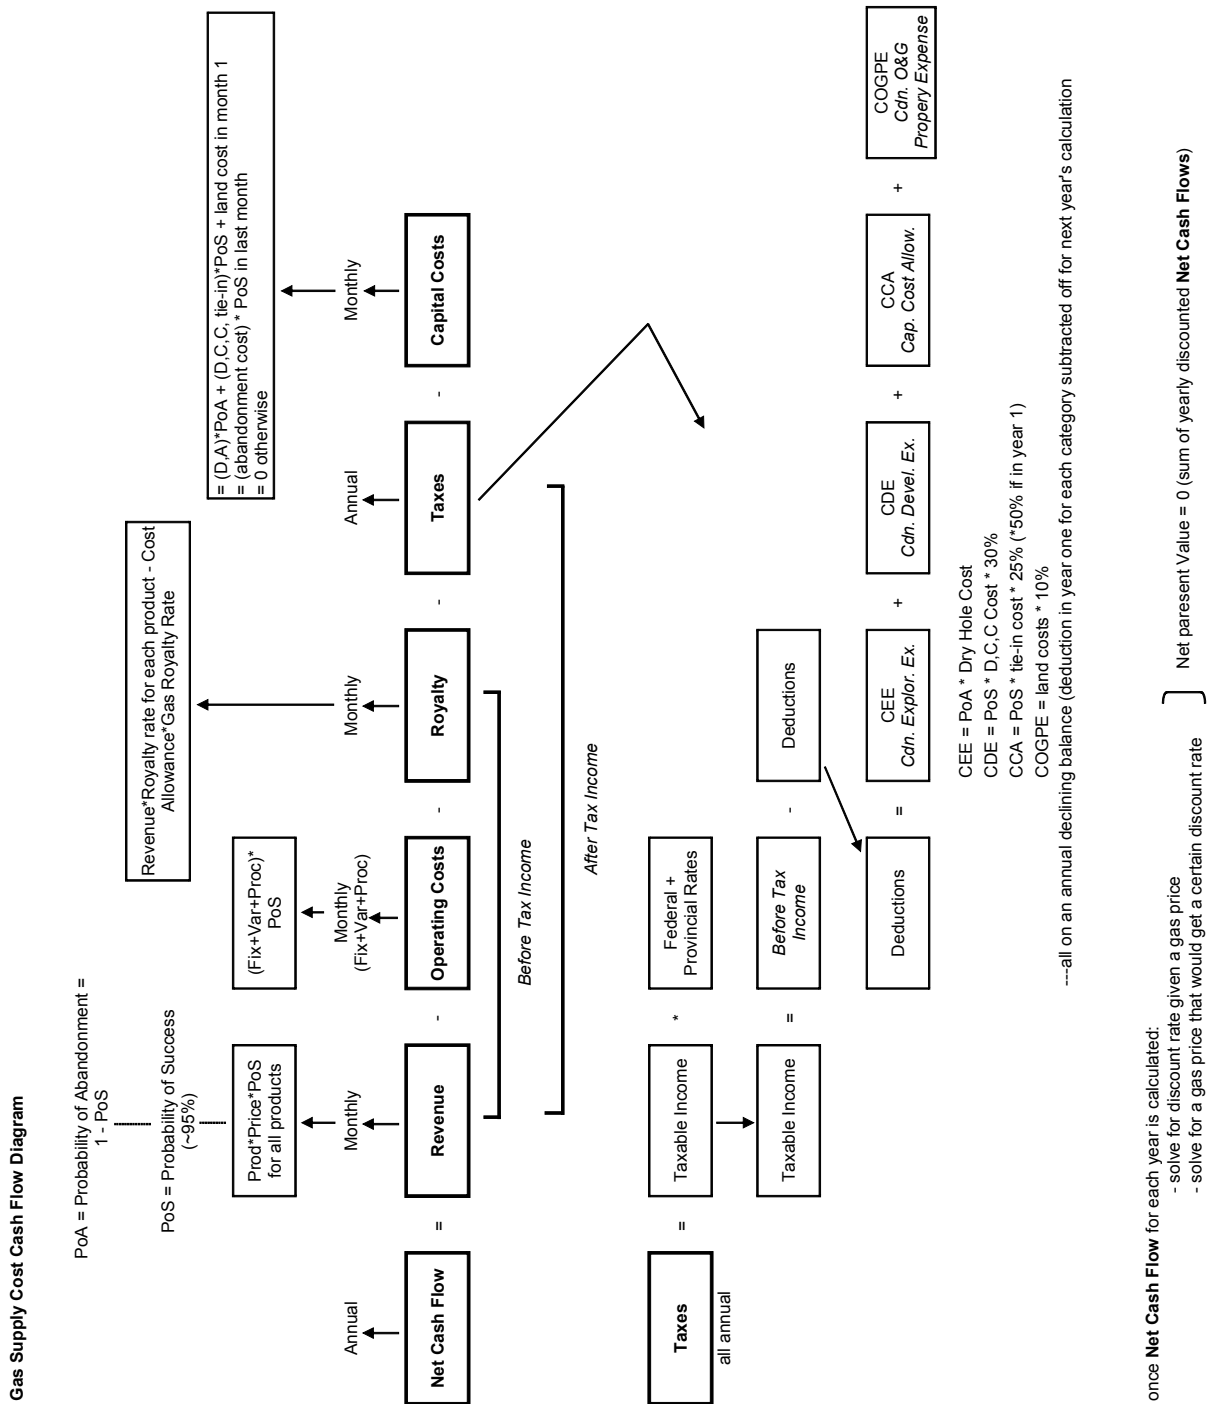 Gas Supply Cost Cash Flow Diagram
PoA = Probability of Abandonment =
1 - PoS
PoS = Probability of Success
(~95%)
Revenue*Royalty rate for each product - Cost
Allowance*Gas Royalty Rate
= (D,A)*PoA + (D,C,C, tie-in)*PoS + land cost in month 1
= (abandonment cost) * PoS in last month
= 0 otherwise
Prod*Price*PoS
for all products
(Fix+Var+Proc)*
PoS
Annual
Monthly
Monthly
(Fix+Var+Proc)
Monthly
Annual
Monthly
Net Cash Flow
=
Revenue
-
Operating Costs
-
Royalty
-
Taxes
-
Capital Costs
Before Tax Income
After Tax Income
Taxes
=
Taxable Income
*
Federal +
Provincial Rates
all annual
Taxable Income
=
Before Tax
Income
-
Deductions
Deductions
=
CEE
Cdn. Explor. Ex.
+
CDE
Cdn. Devel. Ex.
+
CCA
Cap. Cost Allow.
+
COGPE
Cdn. O&G
Propery Expense
CEE = PoA * Dry Hole Cost
CDE = PoS * D,C,C Cost * 30%
CCA = PoS * tie-in cost * 25% (*50% if in year 1)
COGPE = land costs * 10%
---all on an annual declining balance (deduction in year one for each category subtracted off for next year's calculation
once Net Cash Flow for each year is calculated:
- solve for discount rate given a gas price
- solve for a gas price that would get a certain discount rate
Net paresent Value = 0 (sum of yearly discounted Net Cash Flows)